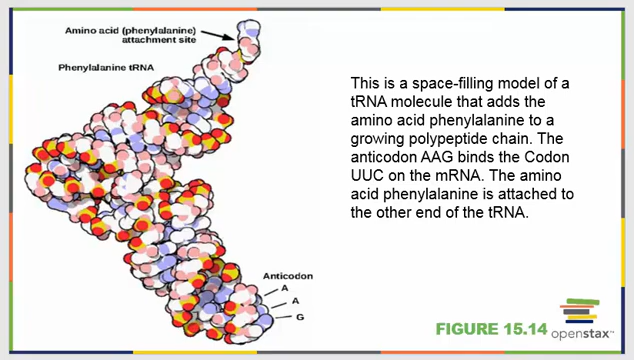 Amino acid (phenylalanine)
attachment site
Phenylalanine tRNA
This is a space-filling model of a
tRNA molecule that adds the
amino acid phenylalanine to a
growing polypeptide chain. The
anticodon AAG binds the Codon
UUC on the mRNA. The amino
acid phenylalanine is attached to
the other end of the tRNA.
Anticodon
A
A
G
FIGURE 15.14
openstax™